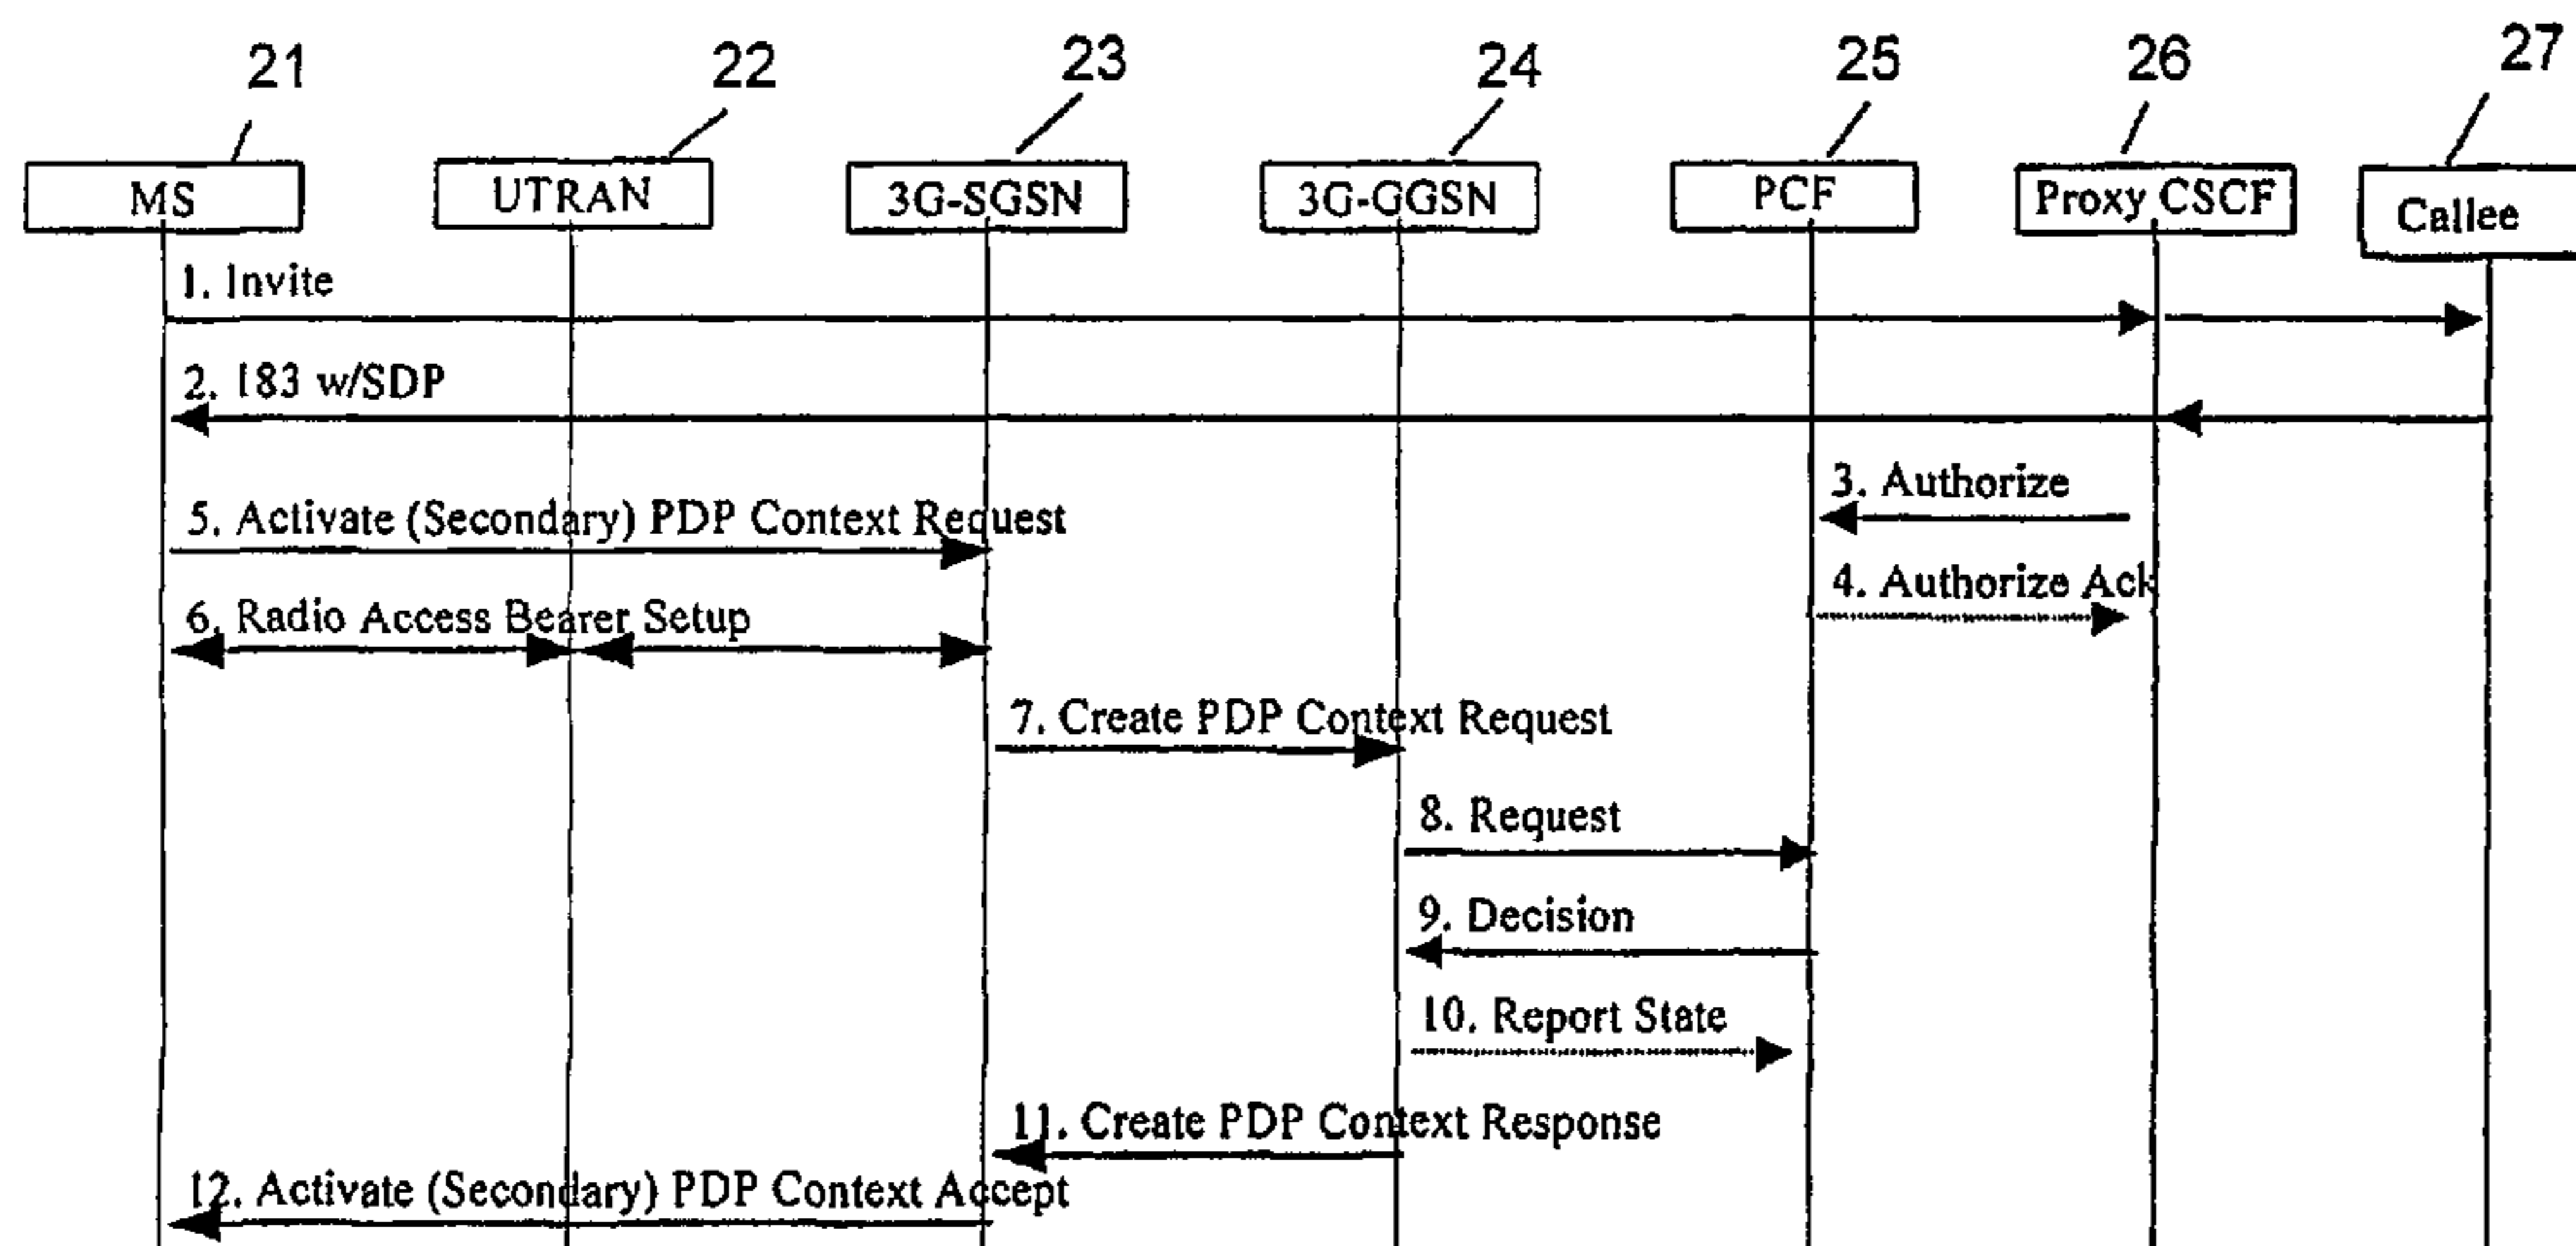 21 22 23 24 25 26 27
MS UTRAN 3G-SGSN 3G-GGSN PCF Proxy CSCF Callee
1. Invite
2. 183 w/SDP
3. Authorize
5. Activate (Secondary) PDP Context Request
4. Authorize Ack
6. Radio Access Bearer Setup
7. Create PDP Context Request
8. Request
9. Decision
10. Report State
11. Create PDP Context Response
12. Activate (Secondary) PDP Context Accept